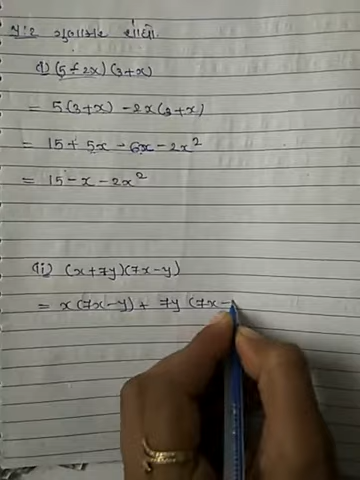 પ્ર:૨ ગુણાકાર શોધો.
(i) (5-2x) (3+x)
= 5(3+x) -2x(3+x)
= 15+ 5x -6x-2x²
= 15-x-2x²
(ii) (x+7y)(7x-y)
= x(7x-y)+ 7y (7x-